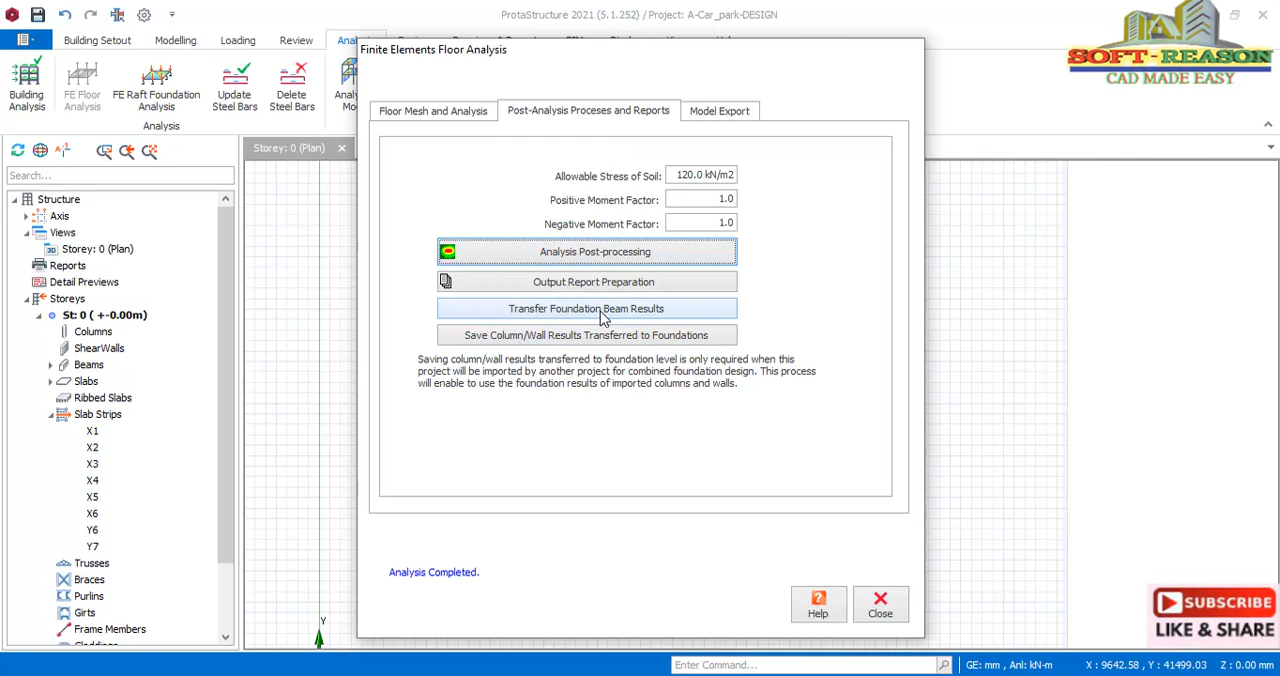 ProtaStructure 2021 (5.1.252) / Project: A-Car_park-DESIGN
SOFT-REASON
CAD MADE EASY
Building Setout
Modelling
Loading
Review
Building
Analysis
FE Floor
Analysis
FE Raft Foundation
Analysis
Update
Steel Bars
Delete
Steel Bars
Analysis
Finite Elements Floor Analysis
Floor Mesh and Analysis
Post-Analysis Proceses and Reports
Model Export
Storey: 0 (Plan)
Search...
Structure
Axis
Views
Storey: 0 (Plan)
Reports
Detail Previews
Storeys
St: 0 ( +-0.00m)
Columns
ShearWalls
Beams
Slabs
Ribbed Slabs
Slab Strips
X1
X2
X3
X4
X5
X6
Y6
Y7
Trusses
Braces
Purlins
Girts
Frame Members
Allowable Stress of Soil: 120.0 kN/m2
Positive Moment Factor: 1.0
Negative Moment Factor: 1.0
Analysis Post-processing
Output Report Preparation
Transfer Foundation Beam Results
Save Column/Wall Results Transferred to Foundations
Saving column/wall results transferred to foundation level is only required when this
project will be imported by another project for combined foundation design. This process
will enable to use the foundation results of imported columns and walls.
Analysis Completed.
Help
Close
Y
SUBSCRIBE
LIKE & SHARE
Enter Command...
GE: mm , Anl: kN-m
X : 9642.58 , Y : 41499.03
Z : 0.00 mm